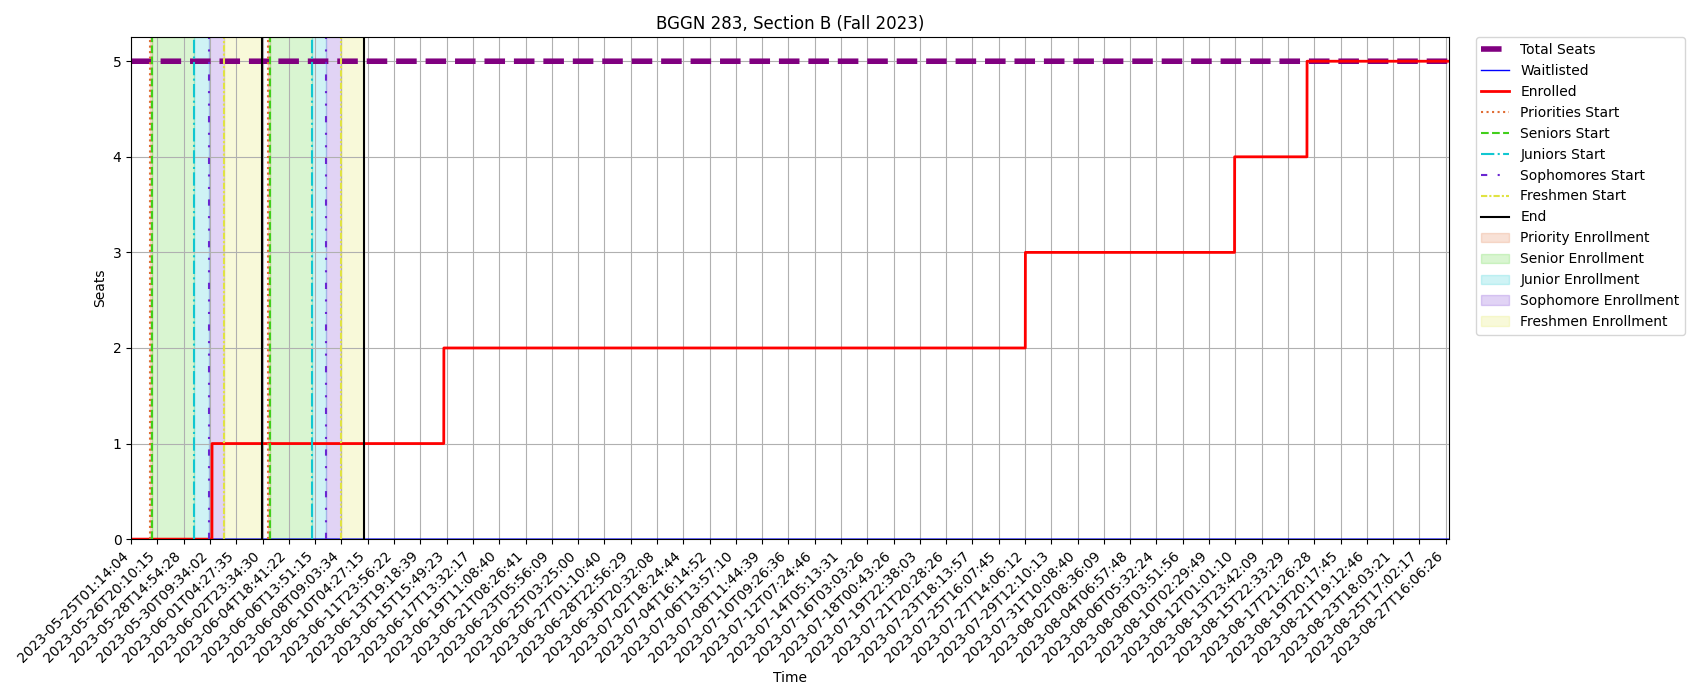 BGGN 283, Section B (Fall 2023)
Seats
5
4
3
2
1
0
2023-05-25T01:14:04
2023-05-26T20:10:15
2023-05-28T14:54:28
2023-05-30T09:34:02
2023-06-01T04:27:35
2023-06-02T23:34:30
2023-06-04T18:41:22
2023-06-06T13:51:15
2023-06-08T09:03:34
2023-06-10T04:27:15
2023-06-11T23:56:22
2023-06-13T19:18:39
2023-06-15T15:49:23
2023-06-17T13:32:17
2023-06-19T11:08:40
2023-06-21T08:26:41
2023-06-23T05:56:09
2023-06-25T03:25:00
2023-06-27T01:10:40
2023-06-28T22:56:29
2023-06-30T20:32:08
2023-07-02T18:24:44
2023-07-04T16:14:52
2023-07-06T13:57:10
2023-07-08T11:44:39
2023-07-10T09:26:36
2023-07-12T07:24:46
2023-07-14T05:13:31
2023-07-16T03:03:26
2023-07-18T00:43:26
2023-07-19T22:38:03
2023-07-21T20:28:26
2023-07-23T18:13:57
2023-07-25T16:07:45
2023-07-27T14:06:12
2023-07-29T12:10:13
2023-07-31T10:08:40
2023-08-02T08:36:09
2023-08-04T06:57:48
2023-08-06T05:32:24
2023-08-08T03:51:56
2023-08-10T02:29:49
2023-08-12T01:01:10
2023-08-13T23:42:09
2023-08-15T22:33:29
2023-08-17T21:26:28
2023-08-19T20:17:45
2023-08-21T19:12:46
2023-08-23T18:03:21
2023-08-25T17:02:17
2023-08-27T16:06:26
Time
Total Seats
Waitlisted
Enrolled
Priorities Start
Seniors Start
Juniors Start
Sophomores Start
Freshmen Start
End
Priority Enrollment
Senior Enrollment
Junior Enrollment
Sophomore Enrollment
Freshmen Enrollment